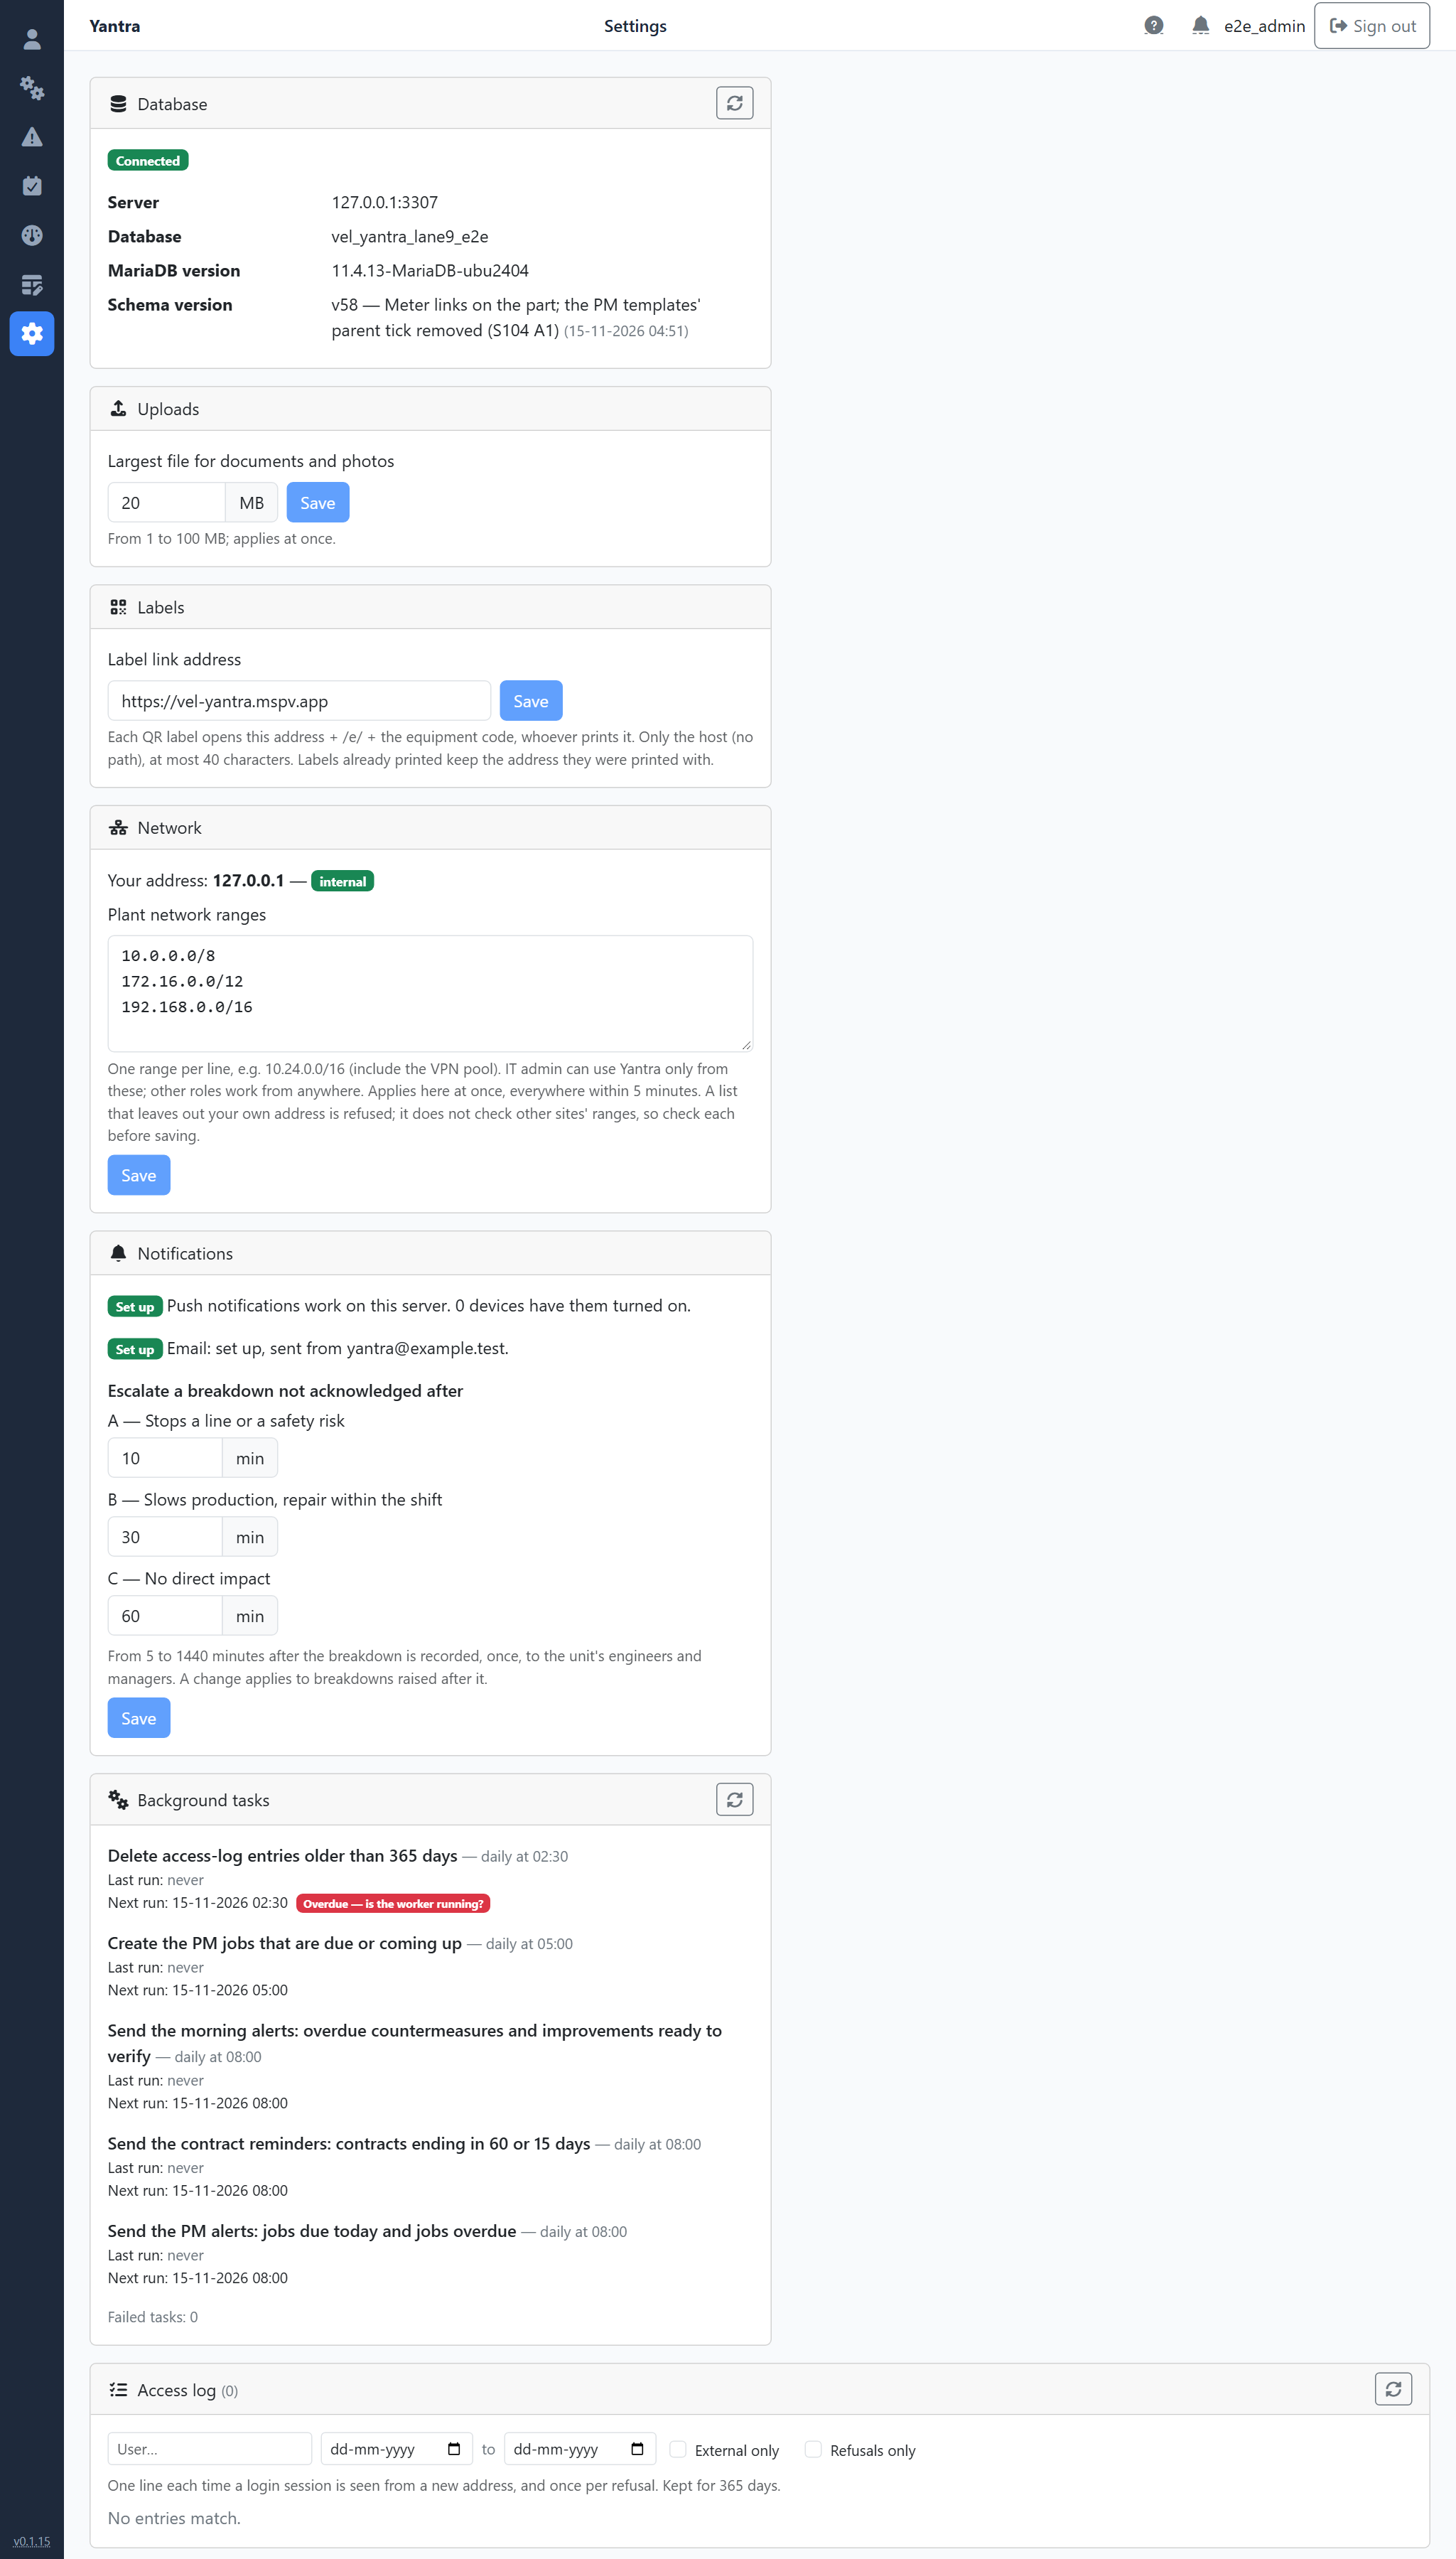 Yantra
Settings
e2e_admin
Sign out
Database
Connected
Server 127.0.0.1:3307
Database vel_yantra_lane9_e2e
MariaDB version 11.4.13-MariaDB-ubu2404
Schema version v58 — Meter links on the part; the PM templates'
parent tick removed (S104 A1) (15-11-2026 04:51)
Uploads
Largest file for documents and photos
20 MB Save
From 1 to 100 MB; applies at once.
Labels
Label link address
https://vel-yantra.mspv.app Save
Each QR label opens this address + /e/ + the equipment code, whoever prints it. Only the host (no
path), at most 40 characters. Labels already printed keep the address they were printed with.
Network
Your address: 127.0.0.1 — internal
Plant network ranges
10.0.0.0/8
172.16.0.0/12
192.168.0.0/16
One range per line, e.g. 10.24.0.0/16 (include the VPN pool). IT admin can use Yantra only from
these; other roles work from anywhere. Applies here at once, everywhere within 5 minutes. A list
that leaves out your own address is refused; it does not check other sites' ranges, so check each
before saving.
Save
Notifications
Set up Push notifications work on this server. 0 devices have them turned on.
Set up Email: set up, sent from yantra@example.test.
Escalate a breakdown not acknowledged after
A — Stops a line or a safety risk
10 min
B — Slows production, repair within the shift
30 min
C — No direct impact
60 min
From 5 to 1440 minutes after the breakdown is recorded, once, to the unit's engineers and
managers. A change applies to breakdowns raised after it.
Save
Background tasks
Delete access-log entries older than 365 days — daily at 02:30
Last run: never
Next run: 15-11-2026 02:30 Overdue — is the worker running?
Create the PM jobs that are due or coming up — daily at 05:00
Last run: never
Next run: 15-11-2026 05:00
Send the morning alerts: overdue countermeasures and improvements ready to
verify — daily at 08:00
Last run: never
Next run: 15-11-2026 08:00
Send the contract reminders: contracts ending in 60 or 15 days — daily at 08:00
Last run: never
Next run: 15-11-2026 08:00
Send the PM alerts: jobs due today and jobs overdue — daily at 08:00
Last run: never
Next run: 15-11-2026 08:00
Failed tasks: 0
Access log (0)
User... dd-mm-yyyy to dd-mm-yyyy External only Refusals only
One line each time a login session is seen from a new address, and once per refusal. Kept for 365 days.
No entries match.
v0.1.15